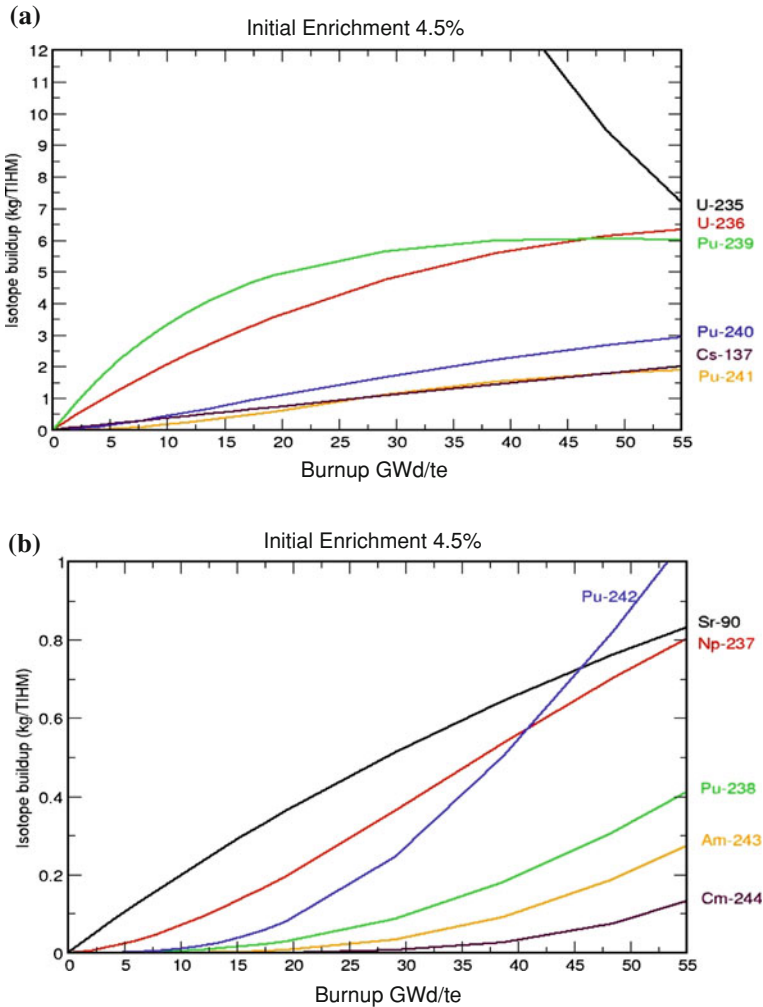 (a)
Initial Enrichment 4.5%
Isotope buildup (kg/TIHM)
12
11
10
9
8
7
6
5
4
3
2
1
0
U-235
U-236
Pu-239
Pu-240
Cs-137
Pu-241
0 5 10 15 20 25 30 35 40 45 50 55
Burnup GWd/te
(b)
Initial Enrichment 4.5%
Isotope buildup (kg/TIHM)
1
0.8
0.6
0.4
0.2
0
Pu-242
Sr-90
Np-237
Pu-238
Am-243
Cm-244
0 5 10 15 20 25 30 35 40 45 50 55
Burnup GWd/te